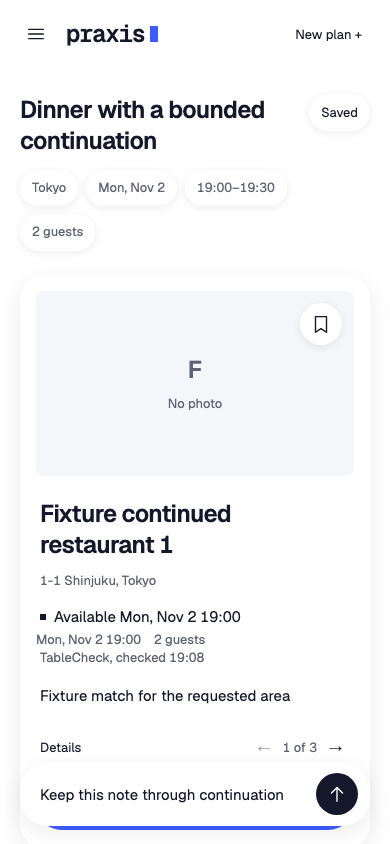 praxis
New plan +
Dinner with a bounded
continuation
Saved
Tokyo
Mon, Nov 2
19:00–19:30
2 guests
F
No photo
Fixture continued
restaurant 1
1-1 Shinjuku, Tokyo
Available Mon, Nov 2 19:00
Mon, Nov 2 19:00 2 guests
TableCheck, checked 19:08
Fixture match for the requested area
Details
← 1 of 3 →
Keep this note through continuation